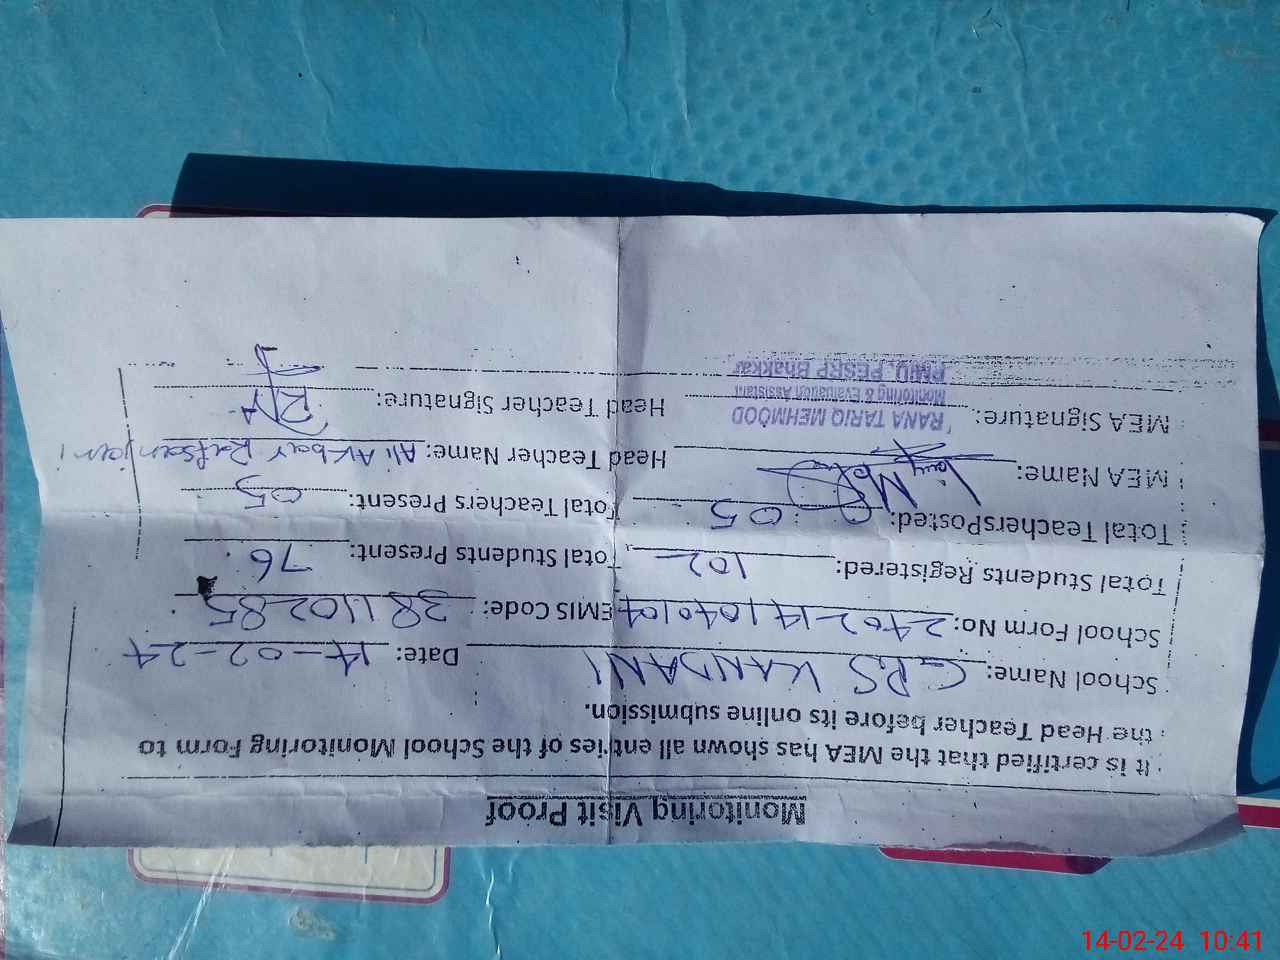 Monitoring Visit Proof
It is certified that the MEA has shown all entries of the School Monitoring Form to
the Head Teacher before its online submission.
School Name: G.P.S KANDANI Date: 14-02-24
School Form No: 2402141040104 EMIS Code: 38110285
Total Students Registered: 102 Total Students Present: 76
Total TeachersPosted: 05 Total Teachers Present: 05
MEA Name: Head Teacher Name: Ali Akbar Rafsanjani
MEA Signature: Head Teacher Signature:
RANA TARIQ MEHMOOD
Monitoring & Evaluation Assistant
PMIU, PESRP Bhakkar
14-02-24 10:41